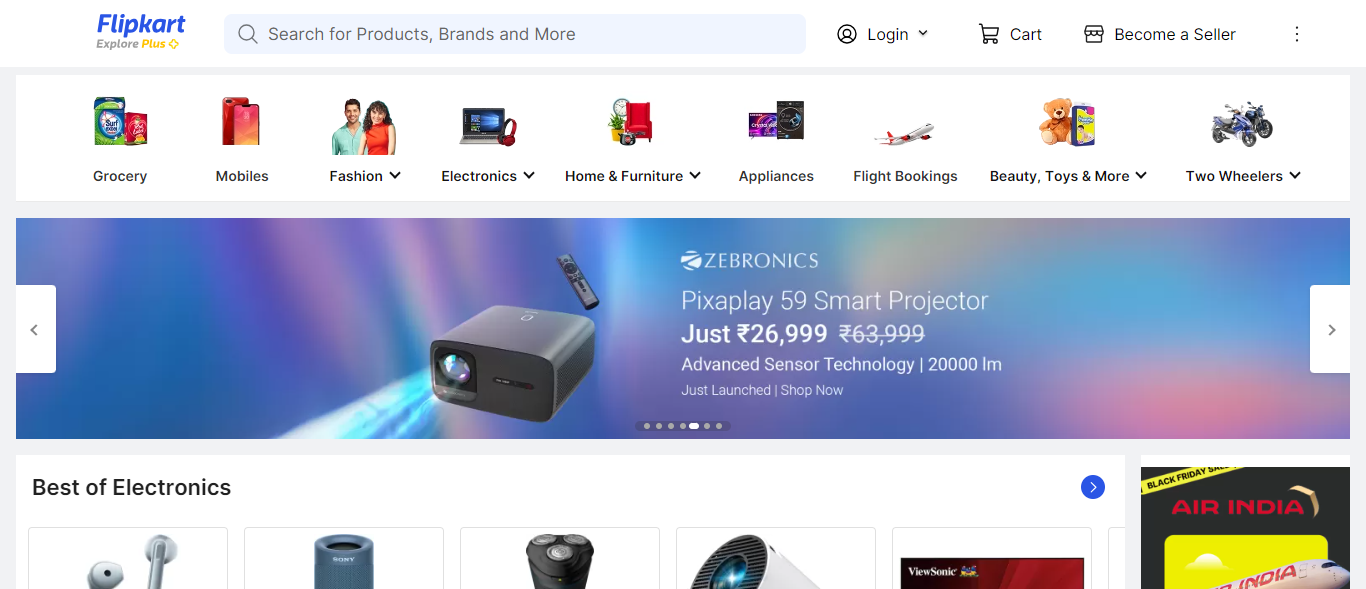 Flipkart
Explore Plus
Search for Products, Brands and More
Login
Cart
Become a Seller
Surf excel
Grocery
Mobiles
Fashion
Electronics
Home & Furniture
Appliances
Flight Bookings
Beauty, Toys & More
Two Wheelers
ZEBRONICS
Pixaplay 59 Smart Projector
Just ₹26,999 ₹63,999
Advanced Sensor Technology | 20000 lm
Just Launched | Shop Now
Best of Electronics
BLACK FRIDAY SALE
AIR INDIA
SONY
ViewSonic
IR INDIA